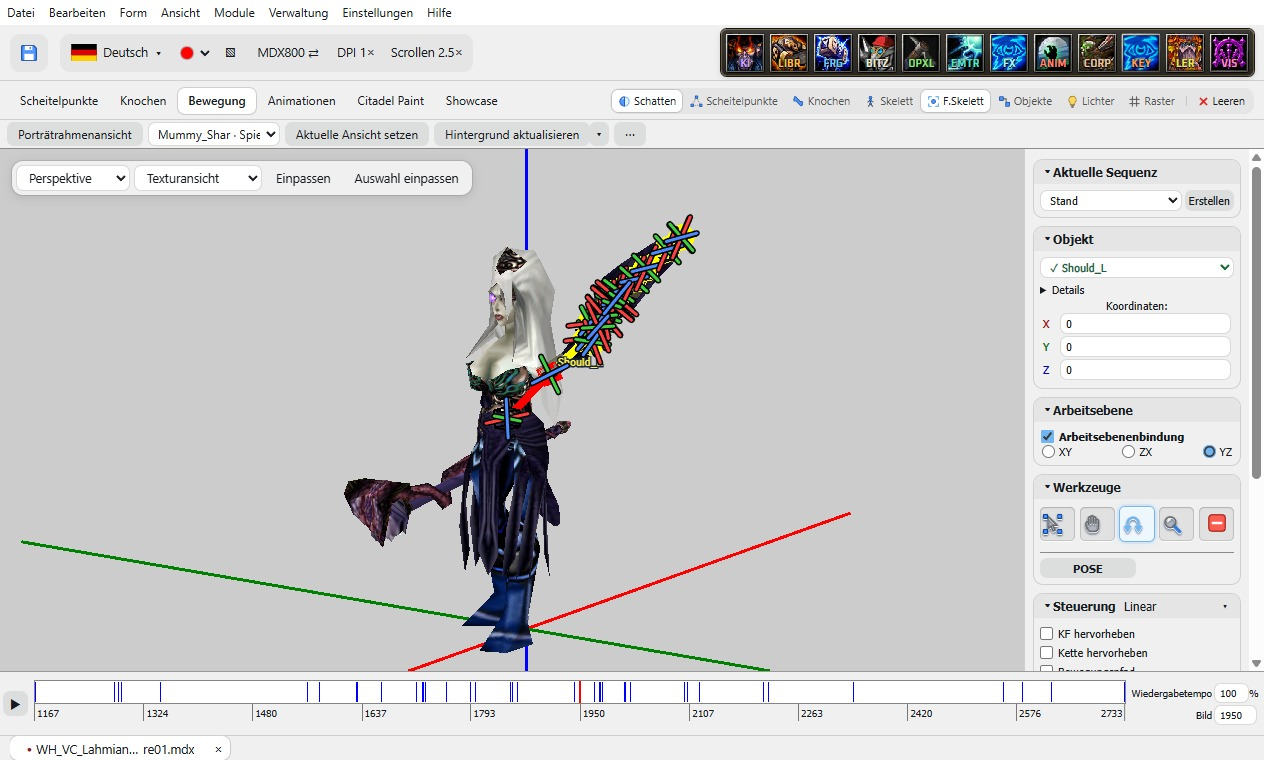 Datei Bearbeiten Form Ansicht Module Verwaltung Einstellungen Hilfe
Deutsch MDX800 ⇄ DPI 1× Scrollen 2.5×
KI LIBR FRG BITZ OPXL EMTR FX ANIM CORP KEY LER VIS
Scheitelpunkte Knochen Bewegung Animationen Citadel Paint Showcase
Schatten Scheitelpunkte Knochen Skelett F.Skelett Objekte Lichter Raster Leeren
Porträtrahmenansicht Mummy_Shar · Spie Aktuelle Ansicht setzen Hintergrund aktualisieren ...
Perspektive Texturansicht Einpassen Auswahl einpassen
Should_L
Aktuelle Sequenz
Stand Erstellen
Objekt
✓ Should_L
Details
Koordinaten:
X 0
Y 0
Z 0
Arbeitsebene
Arbeitsebenenbindung
XY ZX YZ
Werkzeuge
POSE
Steuerung Linear
KF hervorheben
Kette hervorheben
Bewegungspfad
1167 1324 1480 1637 1793 1950 2107 2263 2420 2576 2733
Wiedergabetempo 100 %
Bild 1950
• WH_VC_Lahmian... re01.mdx ×